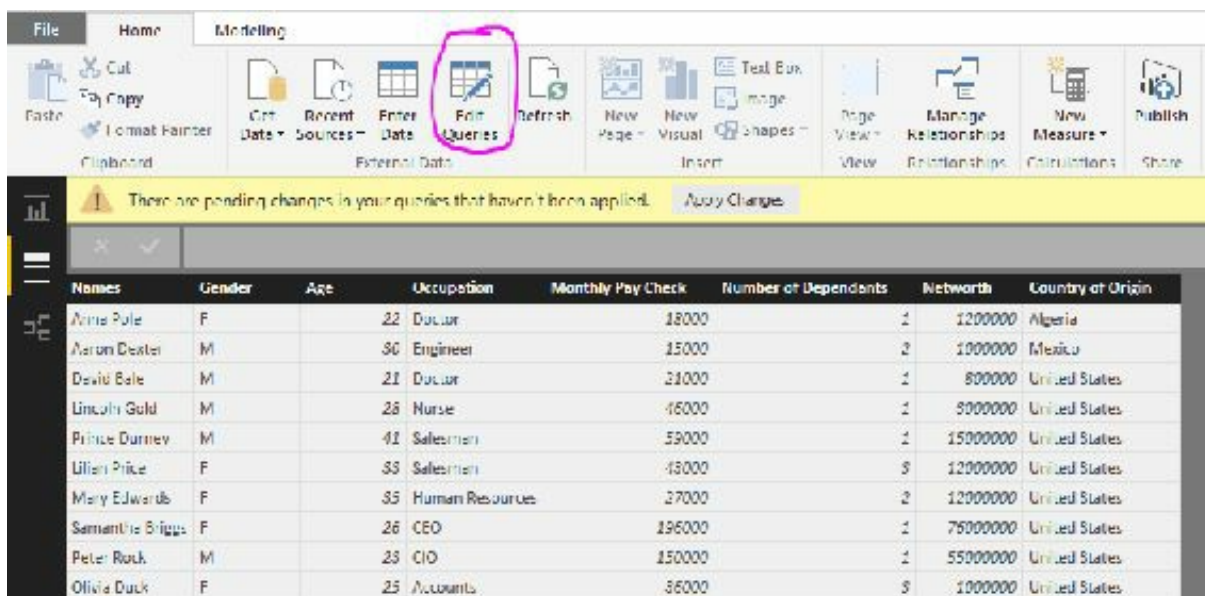 File Home Modeling
Paste
Cut
Copy
Format Painter
Get Data
Recent Sources
Enter Data
Edit Queries
Refresh
New Page
New Visual
Text Box
Image
Shapes
Page View
Manage Relationships
New Measure
Publish
Clipboard External Data Insert View Relationships Calculations Share
There are pending changes in your queries that haven't been applied. Apply Changes
Names Gender Age Occupation Monthly Pay Check Number of Dependants Networth Country of Origin
Anna Pole F 22 Doctor 18000 1 1200000 Algeria
Aaron Dexter M 30 Engineer 15000 2 1000000 Mexico
David Bale M 21 Doctor 21000 1 800000 United States
Lincoln Gold M 28 Nurse 46000 1 United States
Prince M 41 Salesman 59000 1 15000000 United States
Lilian Price F 33 Salesman 43000 3 12000000 United States
Mary Edwards F 35 Human Resources 27000 2 12000000 United States
Samantha Briggs F 26 CEO 196000 1 76000000 United States
Peter Rock M 23 CIO 150000 1 55000000 United States
Olivia Duck F 25 Accounts 36000 3 1000000 United States